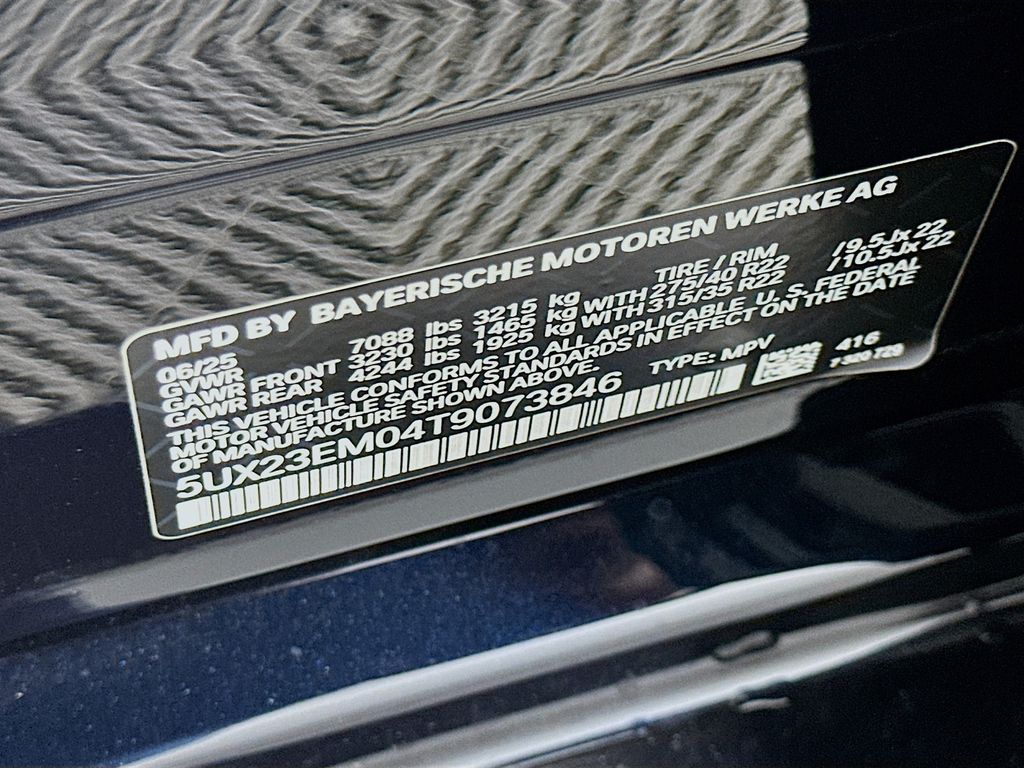 MFD BY BAYERISCHE MOTOREN WERKE AG
06/25 TIRE / RIM
GVWR 7088 lbs 3215 kg
GAWR FRONT 3230 lbs 1465 kg WITH 275/40 R22 /9.5Jx22
GAWR REAR 4244 lbs 1925 kg WITH 315/35 R22 /10.5Jx22
THIS VEHICLE CONFORMS TO ALL APPLICABLE U. S. FEDERAL
MOTOR VEHICLE SAFETY STANDARDS IN EFFECT ON THE DATE
OF MANUFACTURE SHOWN ABOVE.
5UX23EM04T9073846 TYPE: MPV
416